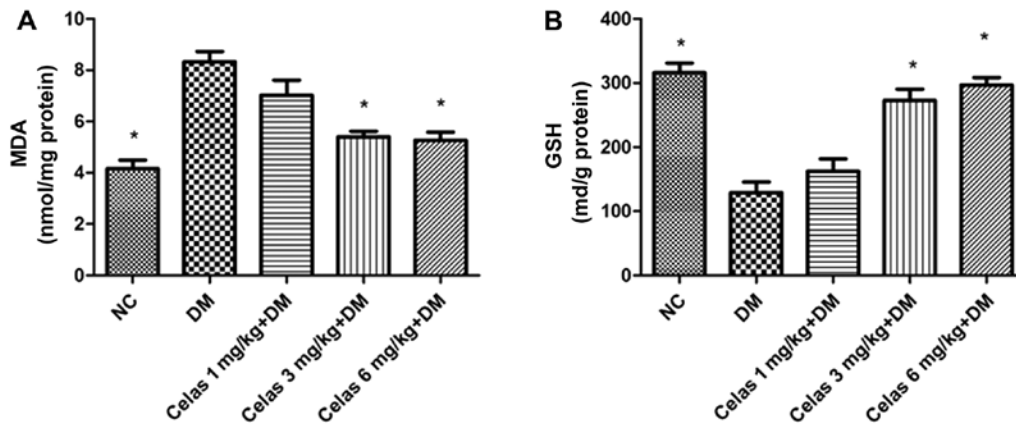 A
MDA
(nmol/mg protein)
10
8
6
4
2
0
*
*
*
NC
DM
Celas 1 mg/kg+DM
Celas 3 mg/kg+DM
Celas 6 mg/kg+DM
B
GSH
(md/g protein)
400
300
200
100
0
*
*
*
NC
DM
Celas 1 mg/kg+DM
Celas 3 mg/kg+DM
Celas 6 mg/kg+DM